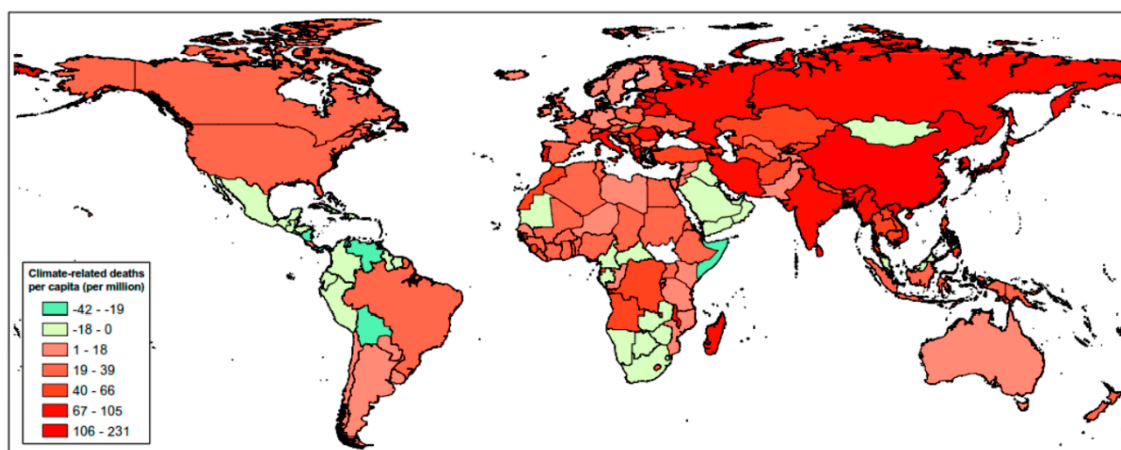 Climate-related deaths
per capita (per million)
-42 - -19
-18 - 0
1 - 18
19 - 39
40 - 66
67 - 105
106 - 231